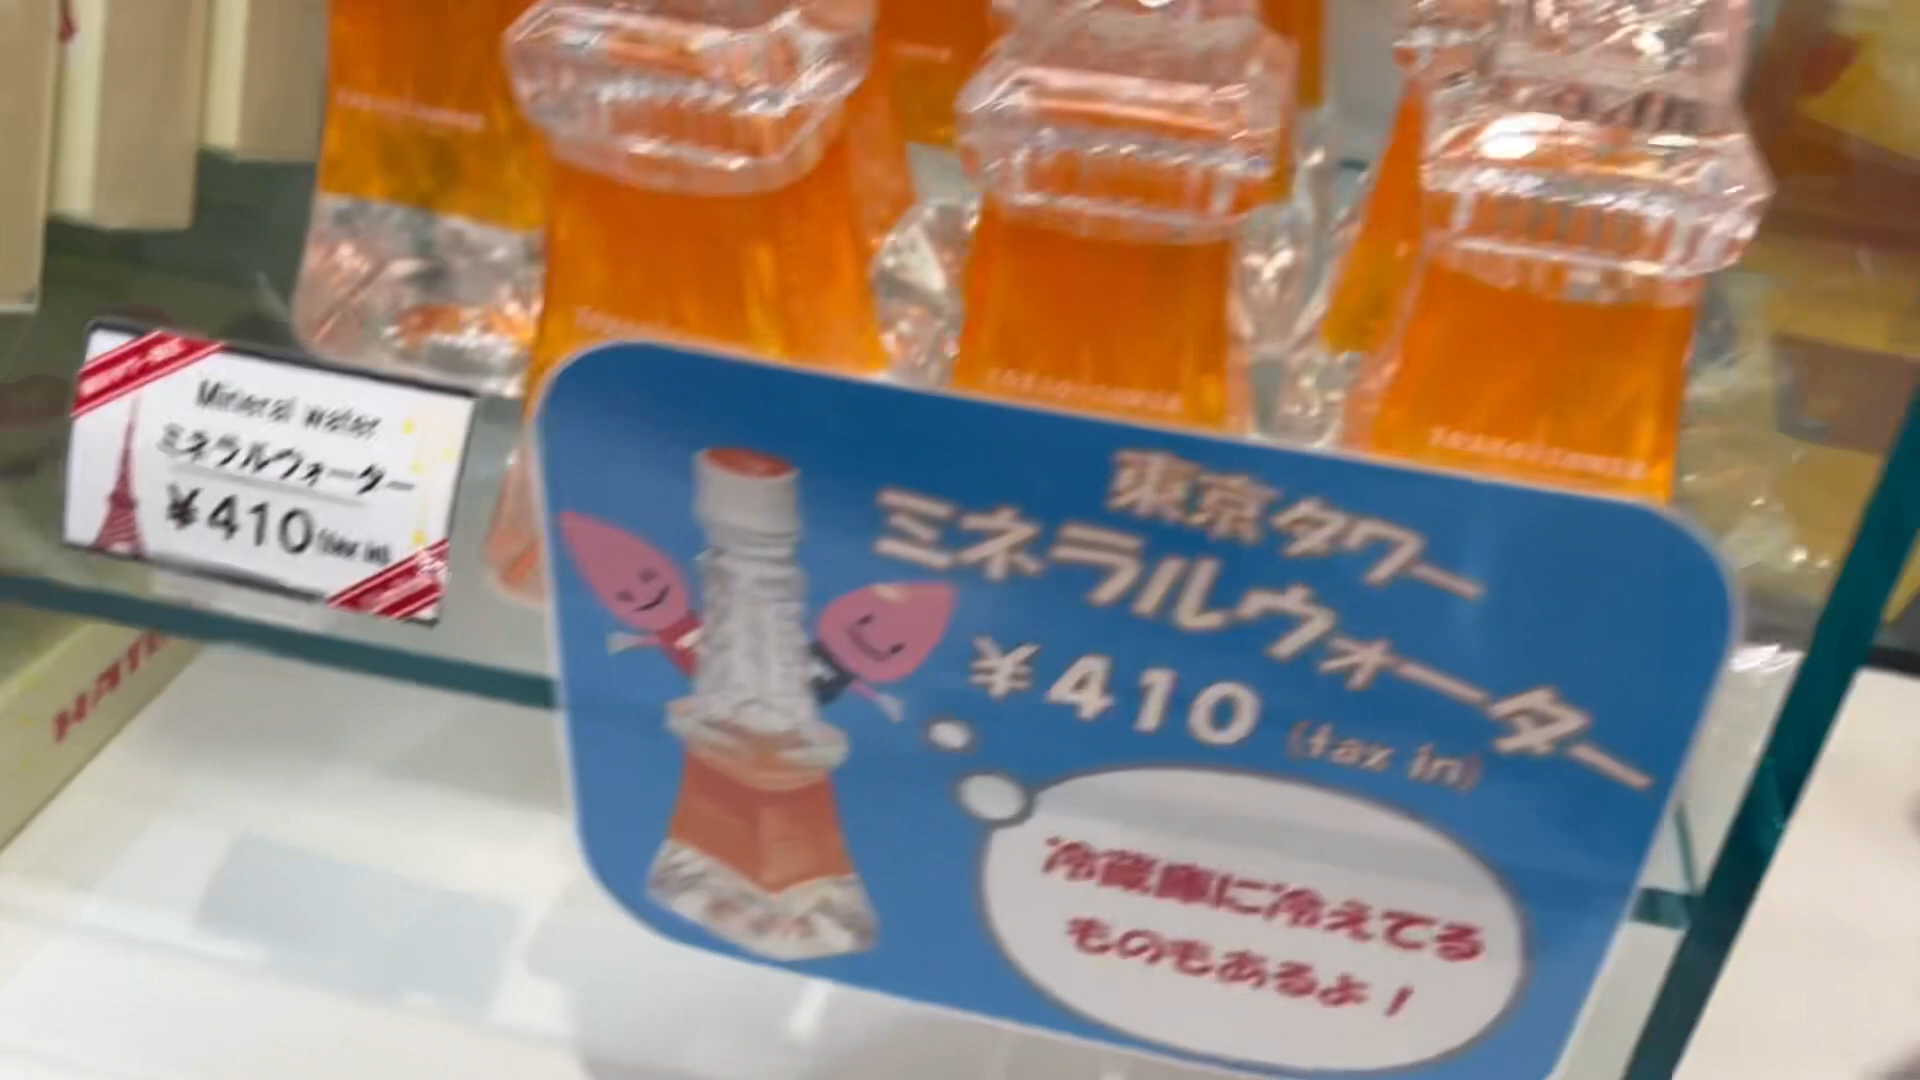 Mineral water
ミネラルウォーター
¥410(tax in)
東京タワー
ミネラルウォーター
¥410 (tax in)
冷蔵庫に冷えてる
ものもあるよ!